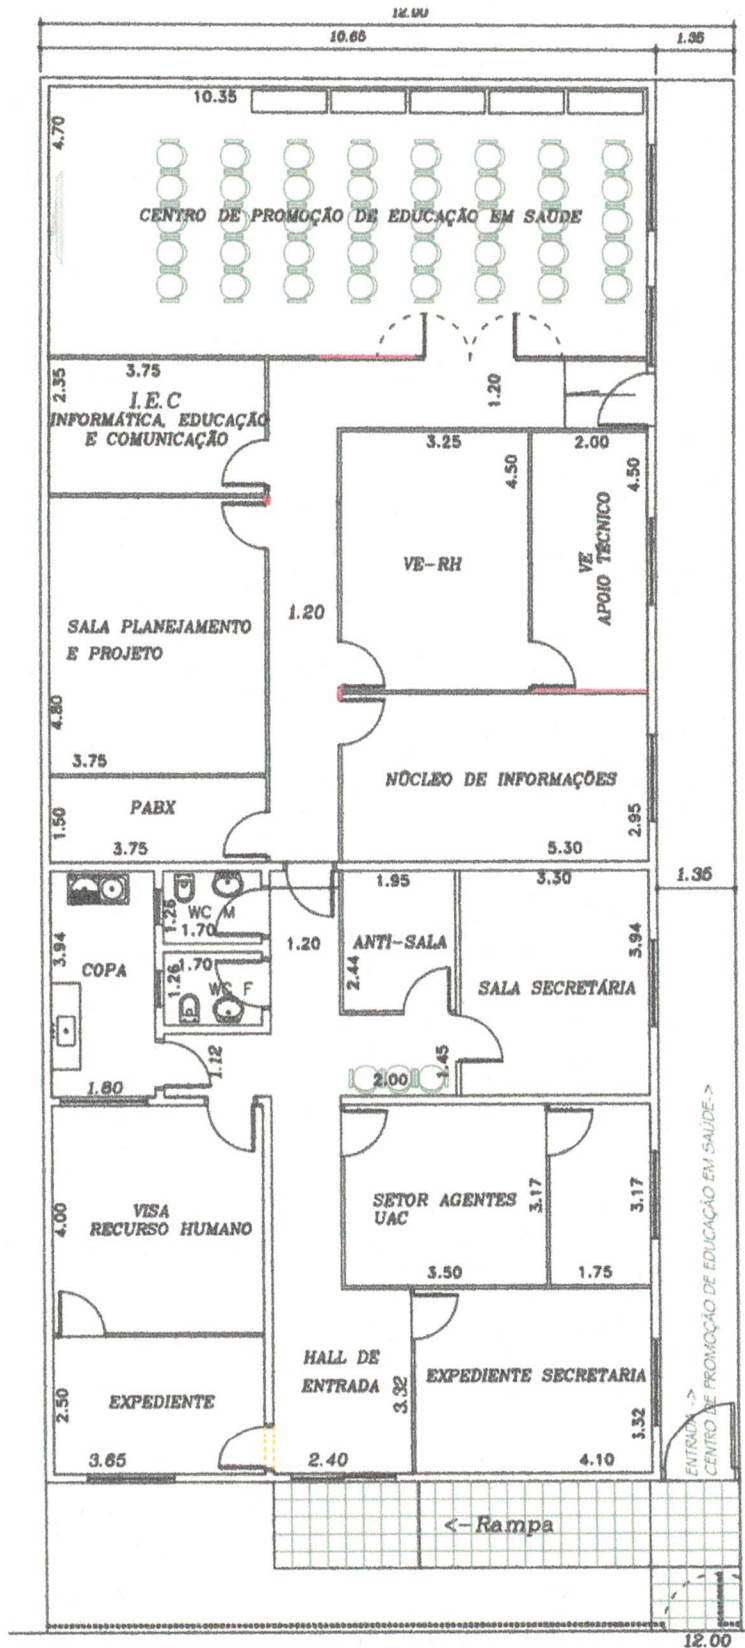 12.00
10.65
1.35
10.35
4.70
CENTRO DE PROMOÇÃO DE EDUCAÇÃO EM SAÚDE
3.75
2.35
I.E.C
INFORMÁTICA, EDUCAÇÃO
E COMUNICAÇÃO
1.20
3.25
2.00
4.50
4.50
VE-RH
VE
APOIO TÉCNICO
1.20
SALA PLANEJAMENTO
E PROJETO
4.80
3.75
NÚCLEO DE INFORMAÇÕES
PABX
1.50
2.95
3.75
5.30
1.95
3.30
1.35
1.26
WC M
1.70
1.20
3.94
COPA
ANTI-SALA
2.44
3.94
SALA SECRETÁRIA
1.70
1.26
WC F
1.12
1.45
2.00
1.80
VISA
RECURSO HUMANO
4.00
SETOR AGENTES
UAC
3.17
3.17
3.50
1.75
HALL DE
ENTRADA
3.32
EXPEDIENTE SECRETARIA
EXPEDIENTE
2.50
3.32
3.65
2.40
4.10
ENTRADA ->
CENTRO DE PROMOÇÃO DE EDUCAÇÃO EM SAÚDE->
<-Rampa
12.00